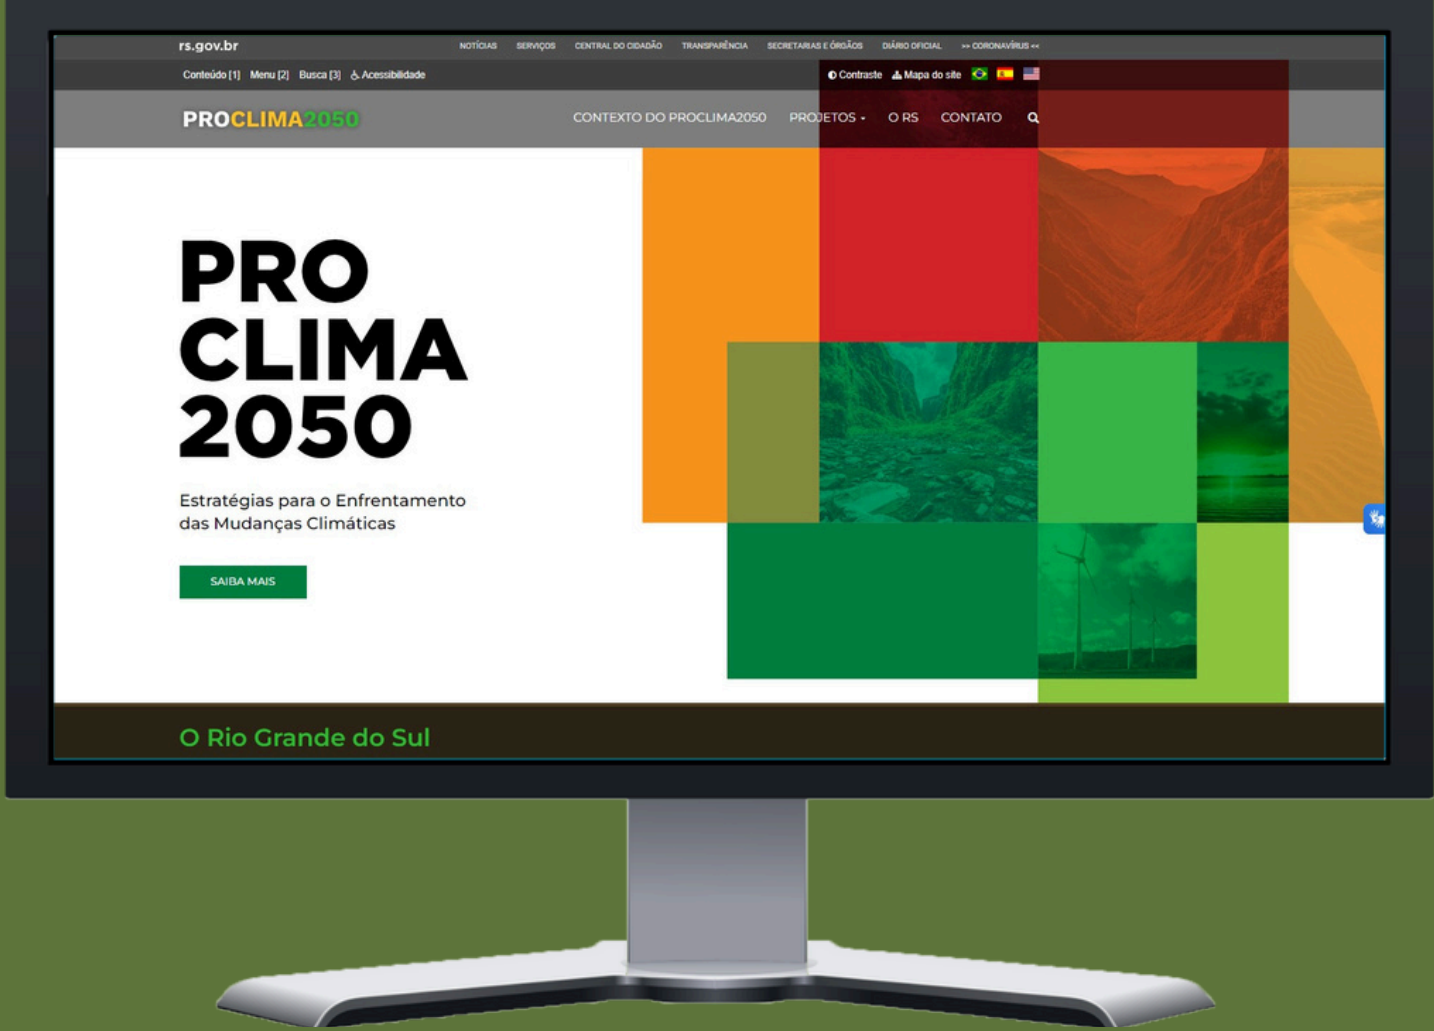 rs.gov.br NOTÍCIAS SERVIÇOS CENTRAL DO CIDADÃO TRANSPARÊNCIA SECRETARIAS E ÓRGÃOS DIÁRIO OFICIAL >> CORONAVÍRUS <<
Conteúdo [1] Menu [2] Busca [3] Acessibilidade Contraste Mapa do site
PROCLIMA2050 CONTEXTO DO PROCLIMA2050 PROJETOS O RS CONTATO
PRO
CLIMA
2050
Estratégias para o Enfrentamento
das Mudanças Climáticas
SAIBA MAIS
O Rio Grande do Sul